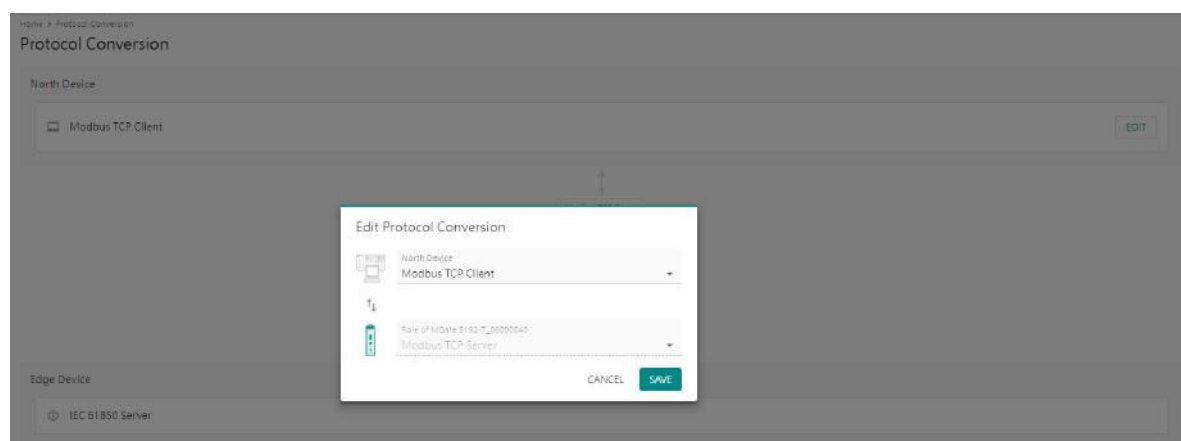 Home > Protocol Conversion
Protocol Conversion
North Device
Modbus TCP Client
EDIT
Edit Protocol Conversion
North Device
Modbus TCP Client
Role of MGate 5192-T_00000040
Modbus TCP Server
CANCEL
SAVE
Edge Device
IEC 61850 Server